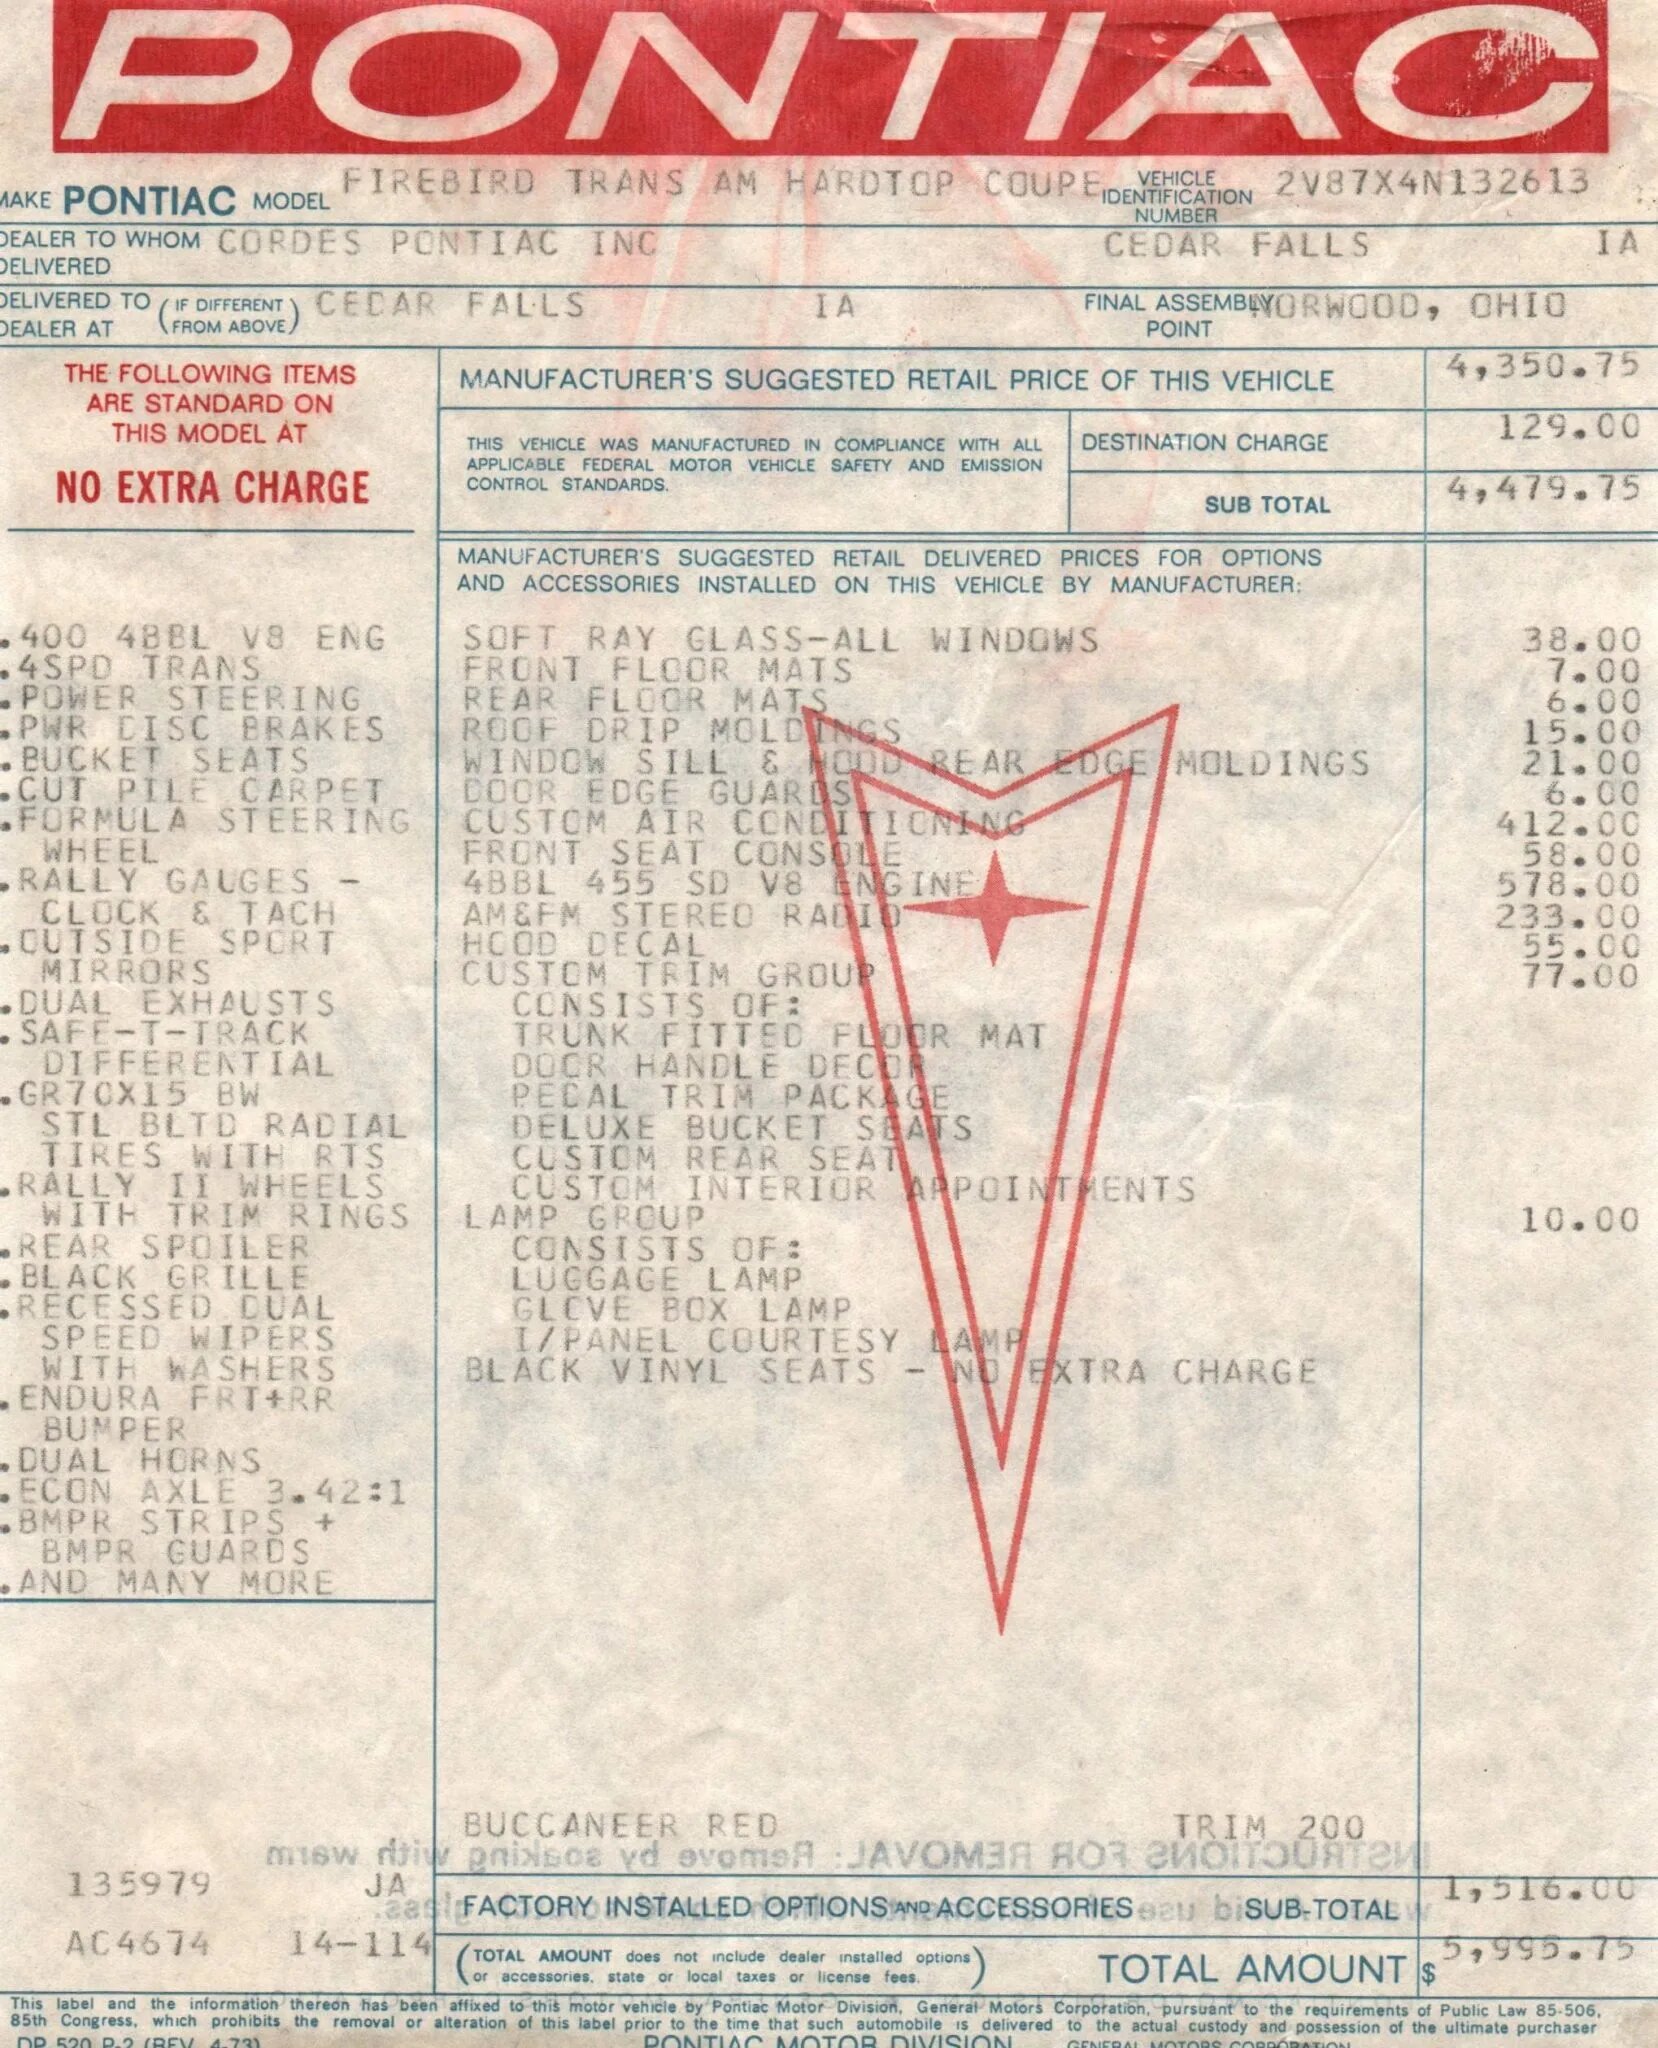 PONTIAC
MAKE PONTIAC MODEL FIREBIRD TRANS AM HARDTOP COUPE VEHICLE IDENTIFICATION NUMBER 2V87X4N132613
DEALER TO WHOM DELIVERED CORDES PONTIAC INC CEDAR FALLS IA
DELIVERED TO DEALER AT (IF DIFFERENT FROM ABOVE) CEDAR FALLS IA FINAL ASSEMBLY POINT NORWOOD, OHIO
THE FOLLOWING ITEMS
ARE STANDARD ON
THIS MODEL AT
NO EXTRA CHARGE
MANUFACTURER'S SUGGESTED RETAIL PRICE OF THIS VEHICLE 4,350.75
THIS VEHICLE WAS MANUFACTURED IN COMPLIANCE WITH ALL
APPLICABLE FEDERAL MOTOR VEHICLE SAFETY AND EMISSION
CONTROL STANDARDS.
DESTINATION CHARGE 129.00
SUB TOTAL 4,479.75
MANUFACTURER'S SUGGESTED RETAIL DELIVERED PRICES FOR OPTIONS
AND ACCESSORIES INSTALLED ON THIS VEHICLE BY MANUFACTURER:
.400 4BBL V8 ENG
.4SPD TRANS
.POWER STEERING
.PWR DISC BRAKES
.BUCKET SEATS
.CUT PILE CARPET
.FORMULA STEERING
WHEEL
.RALLY GAUGES -
CLOCK & TACH
.OUTSIDE SPORT
MIRRORS
.DUAL EXHAUSTS
.SAFE-T-TRACK
DIFFERENTIAL
.GR70X15 BW
STL BLTD RADIAL
TIRES WITH RTS
.RALLY II WHEELS
WITH TRIM RINGS
.REAR SPOILER
.BLACK GRILLE
.RECESSED DUAL
SPEED WIPERS
WITH WASHERS
.ENDURA FRT+RR
BUMPER
.DUAL HORNS
.ECON AXLE 3.42:1
.BMPR STRIPS +
BMPR GUARDS
.AND MANY MORE
SOFT RAY GLASS-ALL WINDOWS 38.00
FRONT FLOOR MATS 7.00
REAR FLOOR MATS 6.00
ROOF DRIP MOLDINGS 15.00
WINDOW SILL & HOOD REAR EDGE MOLDINGS 21.00
DOOR EDGE GUARDS 6.00
CUSTOM AIR CONDITIONING 412.00
FRONT SEAT CONSOLE 58.00
4BBL 455 SD V8 ENGINE 578.00
AM&FM STEREO RADIO 233.00
HOOD DECAL 55.00
CUSTOM TRIM GROUP 77.00
CONSISTS OF:
TRUNK FITTED FLOOR MAT
DOOR HANDLE DECOR
PEDAL TRIM PACKAGE
DELUXE BUCKET SEATS
CUSTOM REAR SEAT
CUSTOM INTERIOR APPOINTMENTS
LAMP GROUP 10.00
CONSISTS OF:
LUGGAGE LAMP
GLOVE BOX LAMP
I/PANEL COURTESY LAMP
BLACK VINYL SEATS - NO EXTRA CHARGE
BUCCANEER RED TRIM 200
INSTRUCTIONS FOR REMOVAL: Remove by soaking with warm
135979 JA
AC4674 14-114
FACTORY INSTALLED OPTIONS AND ACCESSORIES SUB-TOTAL 1,516.00
(TOTAL AMOUNT does not include dealer installed options
or accessories, state or local taxes or license fees.)
TOTAL AMOUNT $ 5,995.75
This label and the information thereon has been affixed to this motor vehicle by Pontiac Motor Division, General Motors Corporation, pursuant to the requirements of Public Law 85-506,
85th Congress, which prohibits the removal or alteration of this label prior to the time that such automobile is delivered to the actual custody and possession of the ultimate purchaser
DP 520 P-2 (REV. 4-73) PONTIAC MOTOR DIVISION GENERAL MOTORS CORPORATION